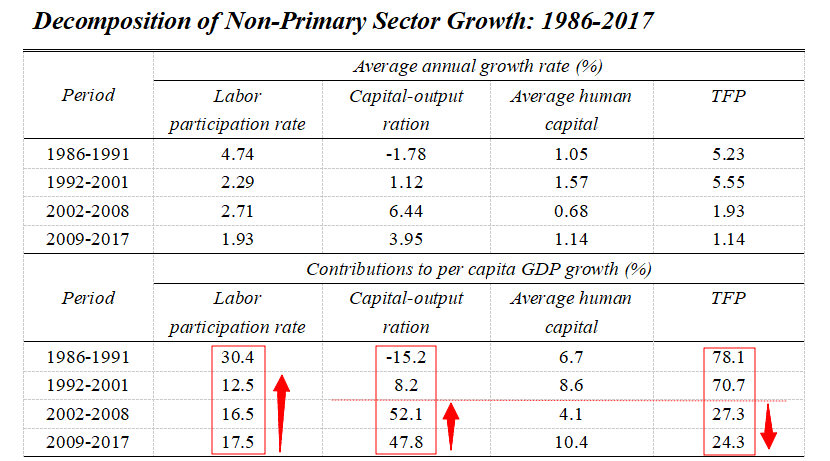 Decomposition of Non-Primary Sector Growth: 1986-2017
Period
Average annual growth rate (%)
Labor participation rate
Capital-output ration
Average human capital
TFP
1986-1991 4.74 -1.78 1.05 5.23
1992-2001 2.29 1.12 1.57 5.55
2002-2008 2.71 6.44 0.68 1.93
2009-2017 1.93 3.95 1.14 1.14
Period
Contributions to per capita GDP growth (%)
Labor participation rate
Capital-output ration
Average human capital
TFP
1986-1991 30.4 -15.2 6.7 78.1
1992-2001 12.5 8.2 8.6 70.7
2002-2008 16.5 52.1 4.1 27.3
2009-2017 17.5 47.8 10.4 24.3